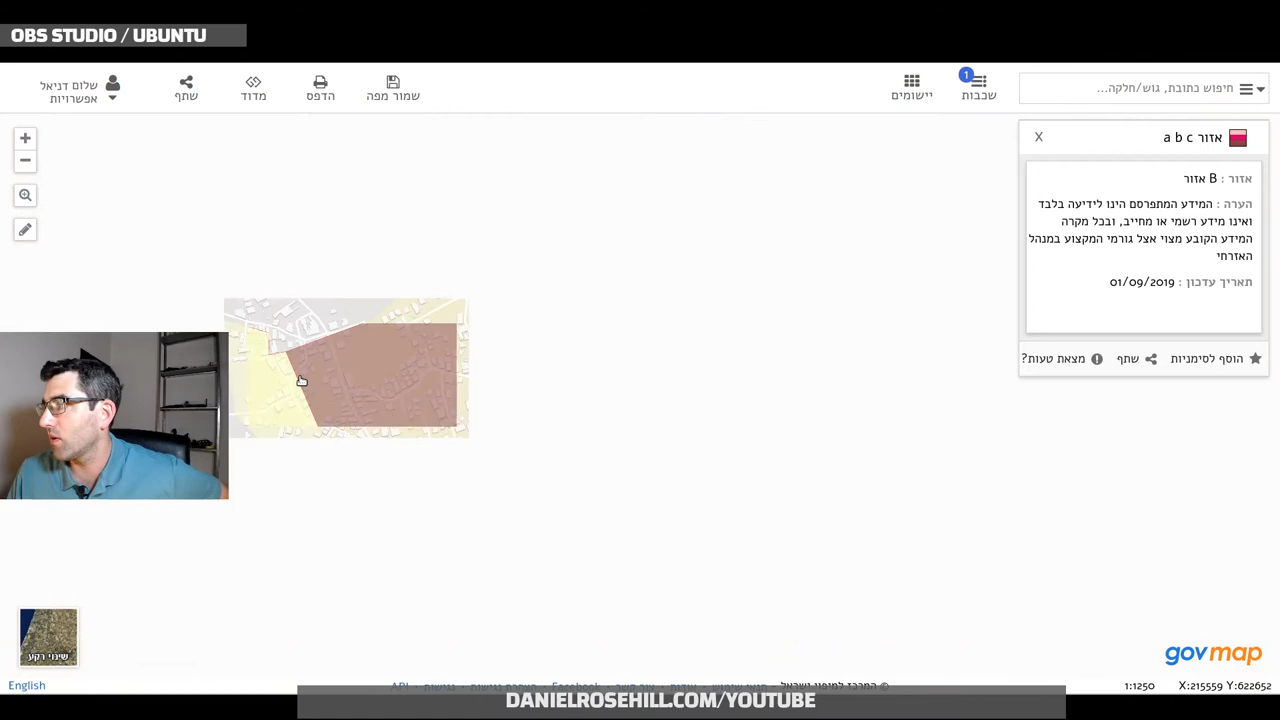 OBS STUDIO / UBUNTU
חיפוש כתובת, גוש/חלקה...
1
שכבות
יישומים
שמור מפה
הדפס
מדוד
שתף
שלום דניאל
אפשרויות
אזור a b c
X
אזור : B אזור
הערה : המידע המתפרסם הינו לידיעה בלבד
ואינו מידע רשמי או מחייב, ובכל מקרה
המידע הקובע מצוי אצל גורמי המקצוע במנהל
האזרחי
תאריך עדכון : 01/09/2019
הוסף לסימניות
שתף
מצאת טעות?
שינוי רקע
govmap
English
© המרכז למיפוי ישראל
1:1250
X:215559 Y:622652
DANIELROSEHILL.COM/YOUTUBE